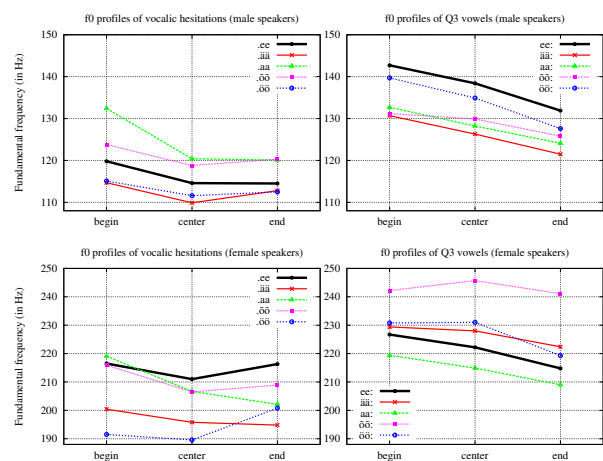 f0 profiles of vocalic hesitations (male speakers)
Fundamental frequency (in Hz)
150
140
130
120
110
begin center end
.ee
.ää
.aa
.õõ
.öö
f0 profiles of Q3 vowels (male speakers)
150
140
130
120
110
begin center end
ee:
ää:
aa:
õõ:
öö:
f0 profiles of vocalic hesitations (female speakers)
Fundamental frequency (in Hz)
250
240
230
220
210
200
190
begin center end
.ee
.ää
.aa
.õõ
.öö
f0 profiles of Q3 vowels (female speakers)
250
240
230
220
210
200
190
begin center end
ee:
ää:
aa:
õõ:
öö: